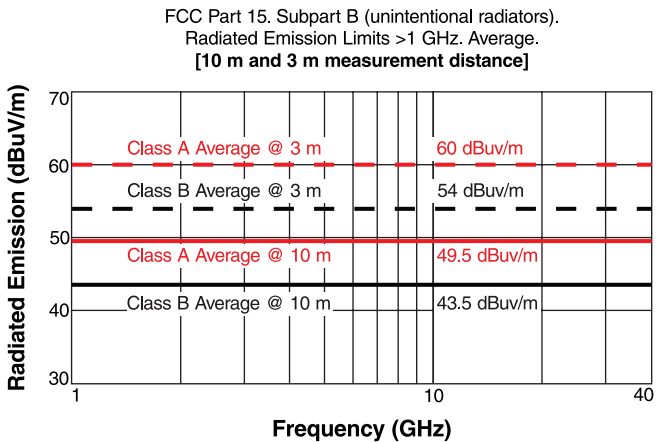 FCC Part 15. Subpart B (unintentional radiators).
Radiated Emission Limits >1 GHz. Average.
[10 m and 3 m measurement distance]
Radiated Emission (dBuV/m)
70
60
50
40
30
Class A Average @ 3 m 60 dBuv/m
Class B Average @ 3 m 54 dBuv/m
Class A Average @ 10 m 49.5 dBuv/m
Class B Average @ 10 m 43.5 dBuv/m
1 10 20 40
Frequency (GHz)